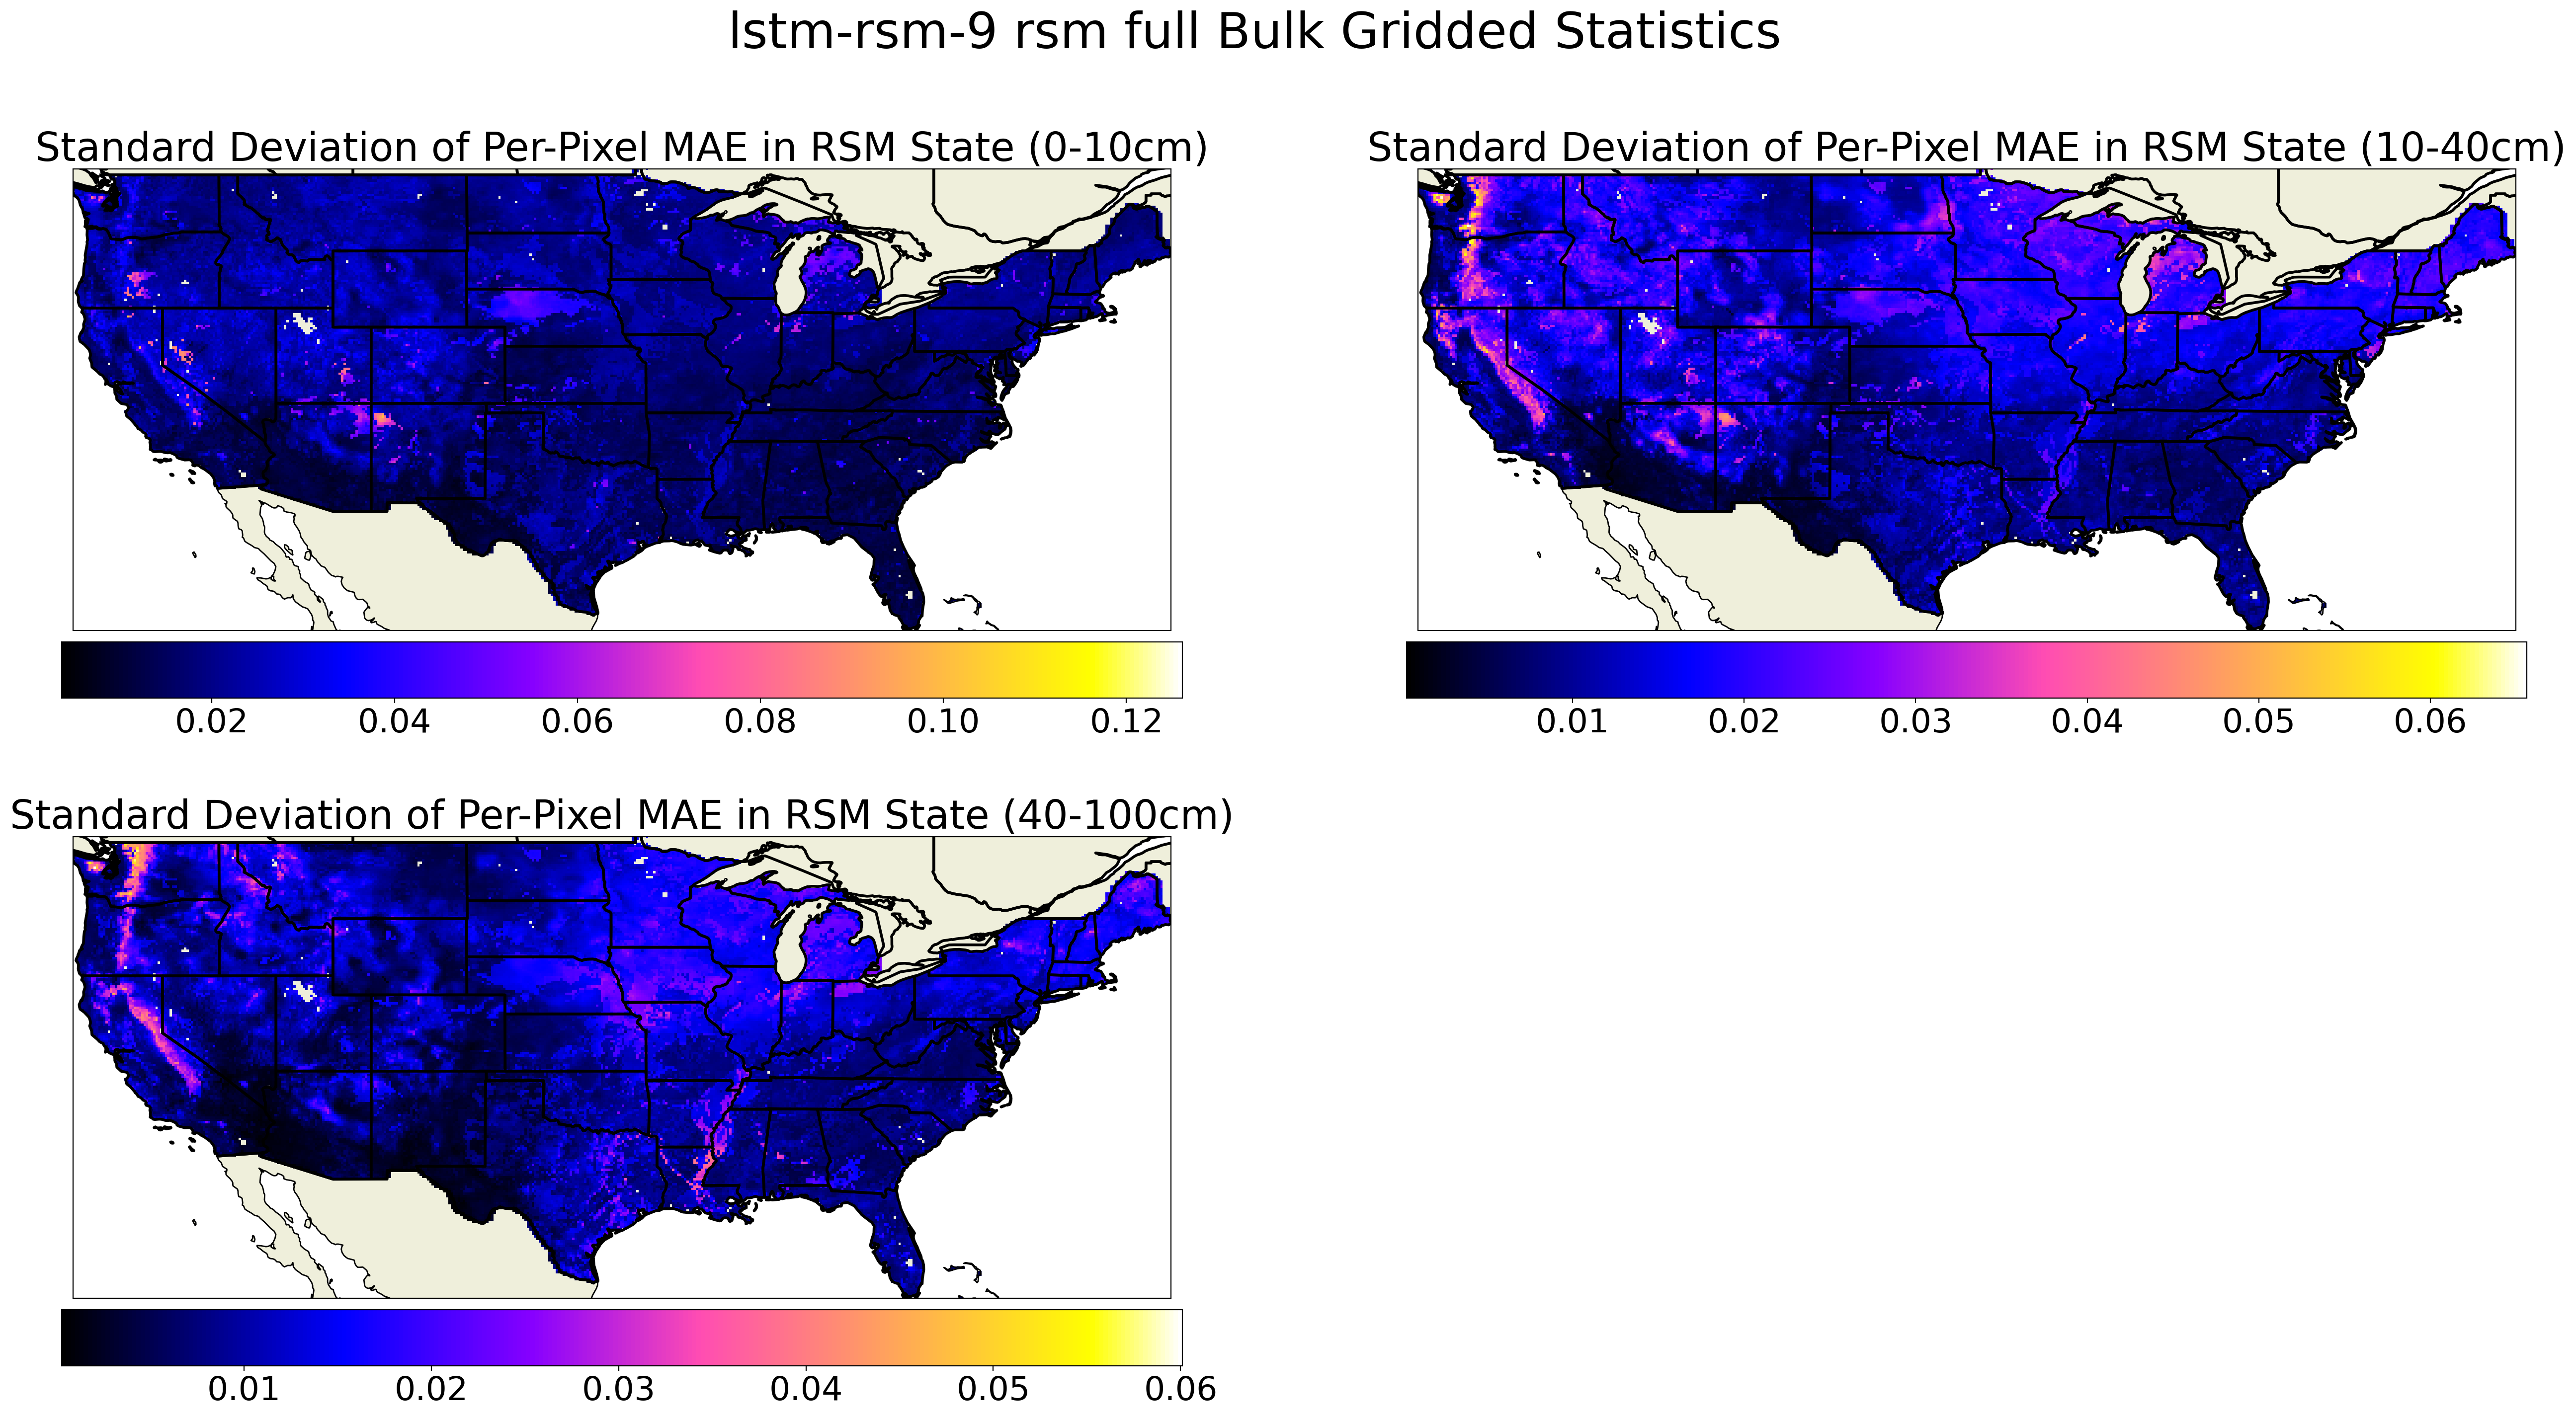 lstm-rsm-9 rsm full Bulk Gridded Statistics
Standard Deviation of Per-Pixel MAE in RSM State (0-10cm)
0.02 0.04 0.06 0.08 0.10 0.12
Standard Deviation of Per-Pixel MAE in RSM State (10-40cm)
0.01 0.02 0.03 0.04 0.05 0.06
Standard Deviation of Per-Pixel MAE in RSM State (40-100cm)
0.01 0.02 0.03 0.04 0.05 0.06